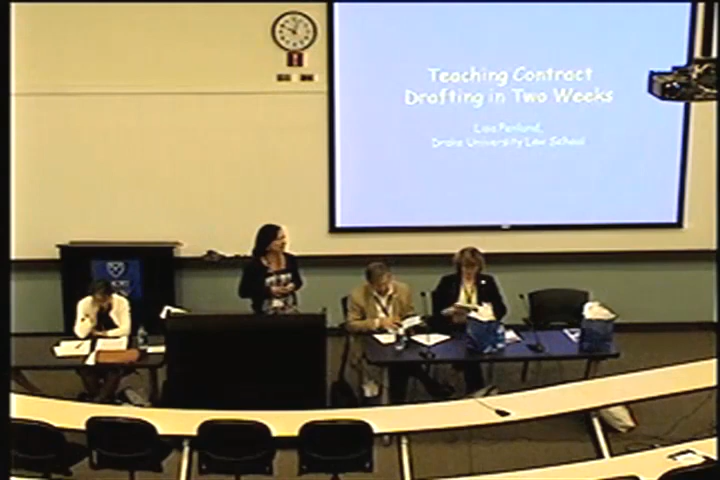 Teaching Contract
Drafting in Two Weeks
Lisa Penland,
Drake University Law School